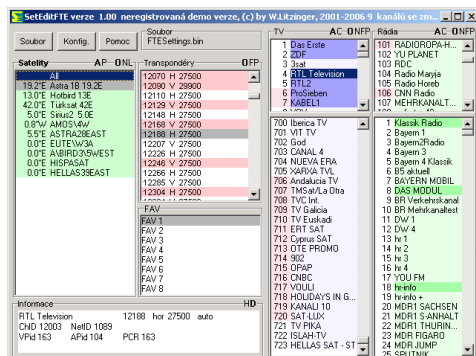 SetEditFTE verze 1.00 neregistrovaná demo verze, (c) by W.Litzinger, 2001-2006 9 kanálů se zm...
Soubor
Konfig.
Pomoc
Soubor
FTESettings.bin
Satelity AP ONL
All
19.2°E Astra 1B 19.2E
13.0°E Hotbird 13E
42.0°E Türksat 42E
5.0°E Sirius2 5.0E
0.8°W AMOS\4W
5.5°E ASTRA28EAST
0.0°E EUTE\W3A
0.0°E A\BIRD3\5WEST
0.0°E HISPASAT
0.0°E HELLAS39EAST
Transpondéry OFP
12070 H 27500
12090 V 29900
12110 H 27500
12129 V 27500
12148 H 27500
12168 V 27500
12188 H 27500
12207 V 27500
12226 H 27500
12246 V 27500
12266 H 27500
12285 V 27500
12304 H 27500
FAV
FAV 1
FAV 2
FAV 3
FAV 4
FAV 5
FAV 6
FAV 7
FAV 8
Informace HD
RTL Television 12188 hor 27500 auto
ChID 12003 NetID 1089
VPid 163 APid 104 PCR 163
TV AC ONFP
1 Das Erste
2 ZDF
3 3sat
4 RTL Television
5 RTL2
6 ProSieben
7 KABEL1
700 Iberica TV
701 VIT TV
702 God
703 CANAL 4
704 NUEVA ERA
705 XARXA TVL
706 Andalucia TV
707 TMSat/La Otra
708 TVC Int.
709 TV Galicia
710 TV Euskadi
711 ERT SAT
712 Cyprus SAT
713 OTE PROMO
714 902
715 OPAP
716 CNBC
717 VOULI
718 HOLIDAYS IN G...
719 KANALI 10
720 SAT-LUX
721 TV PIKA
722 ISLAH-TV
723 HELLAS SAT - ST
Rádia AC ONFP
101 RADIOROPA-H...
102 YU PLANET
103 RDC
104 Radio Maryja
105 Radio Horeb
106 CNN Radio
107 MEHRKANALT...
1 Klassik Radio
2 Bayern 1
3 Bayern2Radio
4 Bayern 3
5 Bayern 4 Klassik
6 B5 aktuell
7 BAYERN MOBIL
8 DAS MODUL
9 BR Verkehrskanal
10 BR Mehrkanaltest
11 DW 1
12 DW 4
13 hr 1
14 hr 2
15 hr 3
16 hr 4
17 YOU FM
18 hr-info
19 hr-info +
20 MDR1 SACHSEN
21 MDR1 S-ANHALT
22 MDR1 THURIN...
23 MDR FIGARO
24 MDR JUMP
25 SPUTNIK